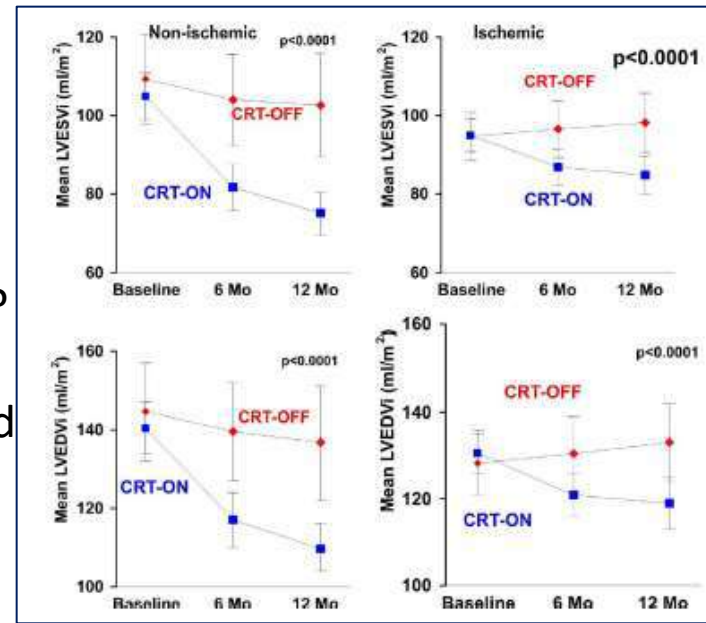 Non-ischemic
p<0.0001
Mean LVESVi (ml/m²)
120
100
80
60
CRT-OFF
CRT-ON
Baseline 6 Mo 12 Mo
Ischemic
p<0.0001
Mean LVESVi (ml/m²)
120
100
80
60
CRT-OFF
CRT-ON
Baseline 6 Mo 12 Mo
p<0.0001
Mean LVEDVi (ml/m²)
160
140
120
100
CRT-OFF
CRT-ON
Baseline 6 Mo 12 Mo
p<0.0001
Mean LVEDVi (ml/m²)
160
140
120
100
CRT-OFF
CRT-ON
Baseline 6 Mo 12 Mo
d